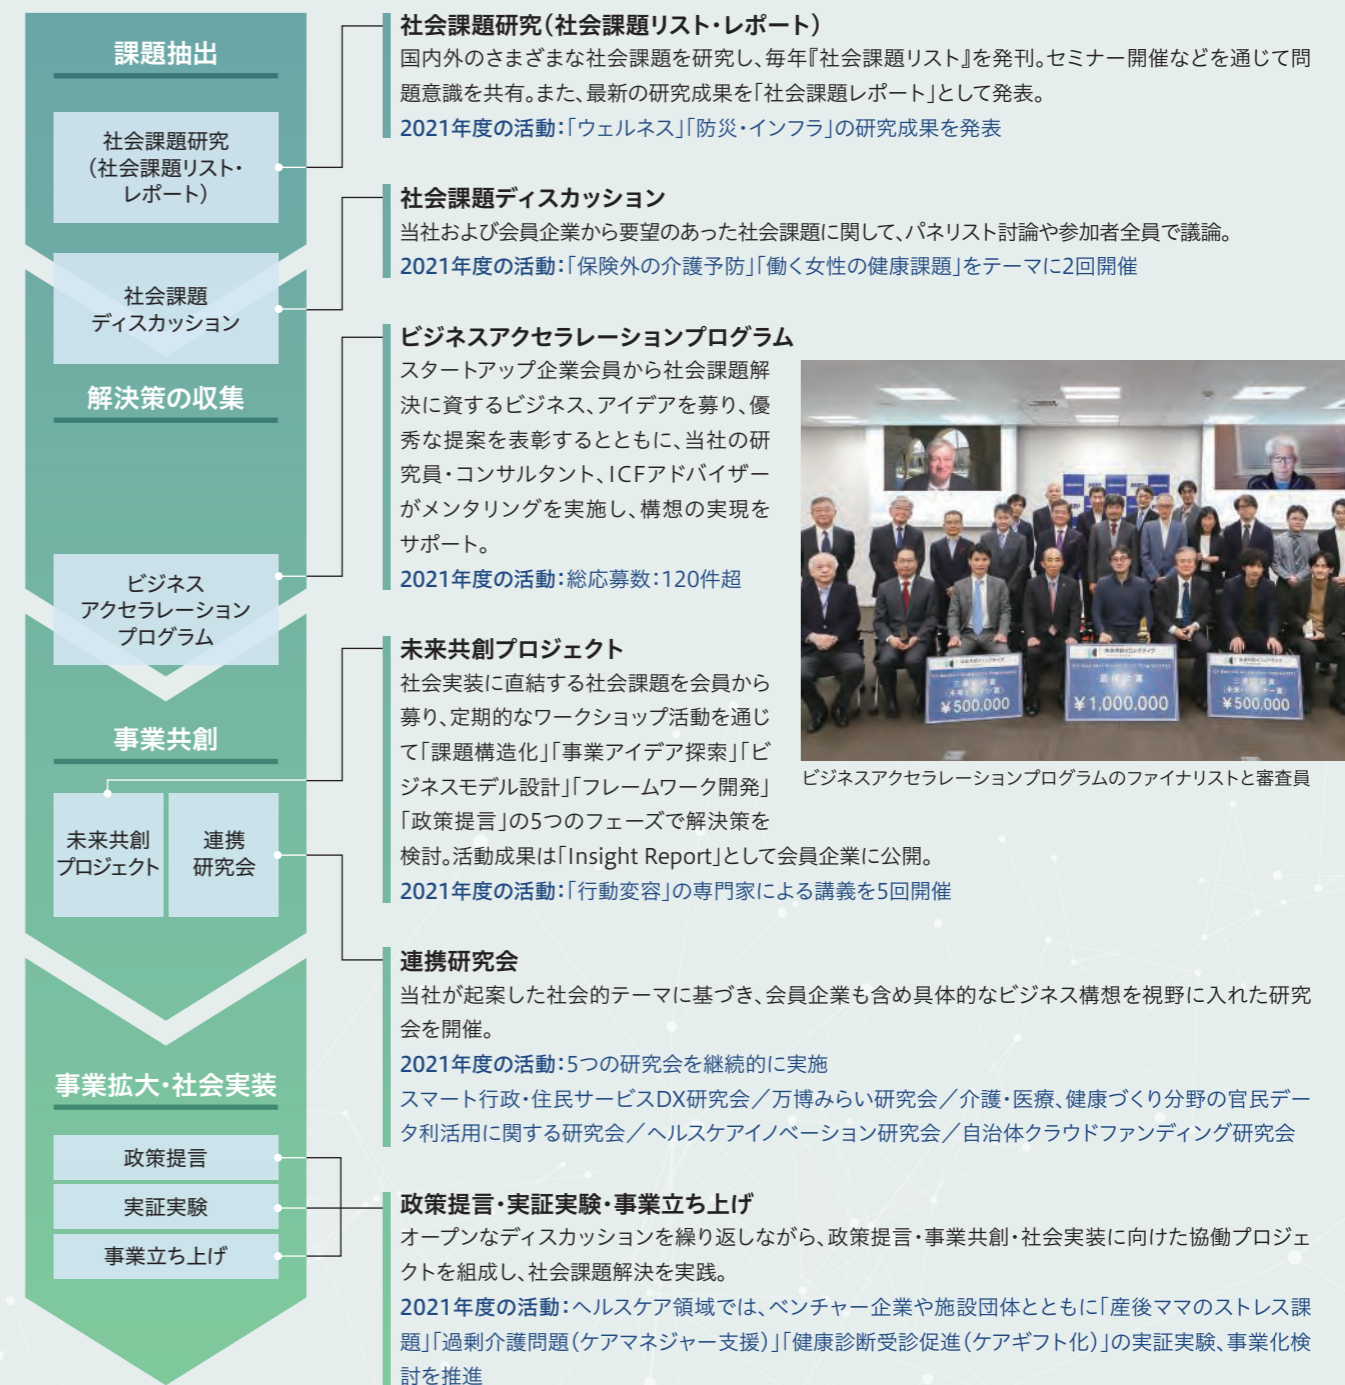 課題抽出
社会課題研究
（社会課題リスト・
レポート）
社会課題
ディスカッション
解決策の収集
ビジネス
アクセラレーション
プログラム
事業共創
未来共創
プロジェクト
連携
研究会
事業拡大・社会実装
政策提言
実証実験
事業立ち上げ
社会課題研究（社会課題リスト・レポート）
国内外のさまざまな社会課題を研究し、毎年『社会課題リスト』を発刊。セミナー開催などを通じて問
題意識を共有。また、最新の研究成果を「社会課題レポート」として発表。
2021年度の活動：「ウェルネス」「防災・インフラ」の研究成果を発表
社会課題ディスカッション
当社および会員企業から要望のあった社会課題に関して、パネリスト討論や参加者全員で議論。
2021年度の活動：「保険外の介護予防」「働く女性の健康課題」をテーマに2回開催
ビジネスアクセラレーションプログラム
スタートアップ企業会員から社会課題解
決に資するビジネス、アイデアを募り、優
秀な提案を表彰するとともに、当社の研
究員・コンサルタント、ICFアドバイザー
がメンタリングを実施し、構想の実現を
サポート。
2021年度の活動：総応募数：120件超
¥500,000
¥1,000,000
¥500,000
ビジネスアクセラレーションプログラムのファイナリストと審査員
未来共創プロジェクト
社会実装に直結する社会課題を会員から
募り、定期的なワークショップ活動を通じ
て「課題構造化」「事業アイデア探索」「ビ
ジネスモデル設計」「フレームワーク開発」
「政策提言」の5つのフェーズで解決策を
検討。活動成果は「Insight Report」として会員企業に公開。
2021年度の活動：「行動変容」の専門家による講義を5回開催
連携研究会
当社が起案した社会的テーマに基づき、会員企業も含め具体的なビジネス構想を視野に入れた研究
会を開催。
2021年度の活動：5つの研究会を継続的に実施
スマート行政・住民サービスDX研究会／万博みらい研究会／介護・医療、健康づくり分野の官民デー
タ利活用に関する研究会／ヘルスケアイノベーション研究会／自治体クラウドファンディング研究会
政策提言・実証実験・事業立ち上げ
オープンなディスカッションを繰り返しながら、政策提言・事業共創・社会実装に向けた協働プロジェ
クトを組成し、社会課題解決を実践。
2021年度の活動：ヘルスケア領域では、ベンチャー企業や施設団体とともに「産後ママのストレス課
題」「過剰介護問題（ケアマネジャー支援）」「健康診断受診促進（ケアギフト化）」の実証実験、事業化検
討を推進